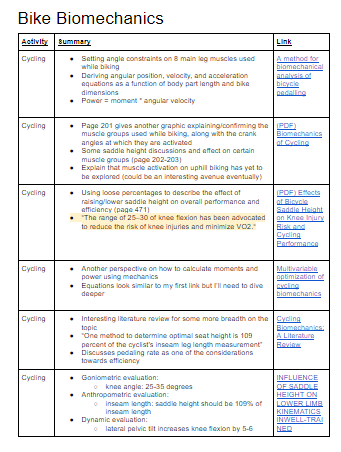 Bike Biomechanics
Activity Summary Link
Cycling
● Setting angle constraints on 8 main leg muscles used
while biking
● Deriving angular position, velocity, and acceleration
equations as a function of body part length and bike
dimensions
● Power = moment * angular velocity
A method for
biomechanical
analysis of
bicycle
pedalling
Cycling
● Page 201 gives another graphic explaining/confirming the
muscle groups used while biking, along with the crank
angles at which they are activated
● Some saddle height discussions and effect on certain
muscle groups (page 202-203)
● Explain that muscle activation on uphill biking has yet to
be explored (could be an interesting avenue eventually)
(PDF)
Biomechanics
of Cycling
Cycling
● Using loose percentages to describe the effect of
raising/lower saddle height on overall performance and
efficiency (page 471)
● "The range of 25–30 of knee flexion has been advocated
to reduce the risk of knee injuries and minimize VO2."
(PDF) Effects
of Bicycle
Saddle Height
on Knee Injury
Risk and
Cycling
Performance
Cycling
● Another perspective on how to calculate moments and
power using mechanics
● Equations look similar to my first link but I'll need to dive
deeper
Multivariable
optimization of
cycling
biomechanics
Cycling
● Interesting literature review for some more breadth on the
topic
● "One method to determine optimal seat height is 109
percent of the cyclist's inseam leg length measurement"
● Discusses pedaling rate as one of the considerations
towards efficiency
Cycling
Biomechanics:
A Literature
Review
Cycling
● Goniometric evaluation:
○ knee angle: 25-35 degrees
● Anthropometric evaluation:
○ inseam length: saddle height should be 109% of
inseam length
● Dynamic evaluation:
○ lateral pelvic tilt increases knee flexion by 5-6
INFLUENCE
OF SADDLE
HEIGHT ON
LOWER LIMB
KINEMATICS
INWELL-TRAI
NED